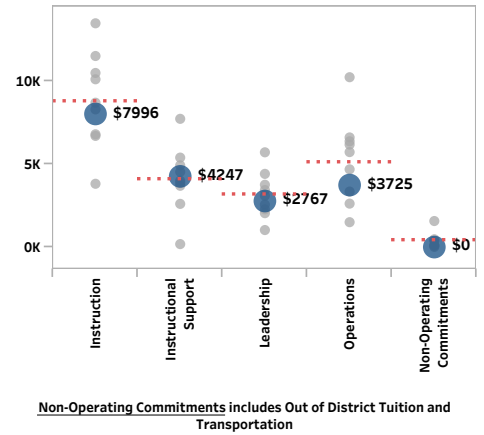 10K
5K
0K
$7996
$4247
$2767
$3725
$0
Instruction
Instructional
Support
Leadership
Operations
Non-Operating
Commitments
Non-Operating Commitments includes Out of District Tuition and
Transportation